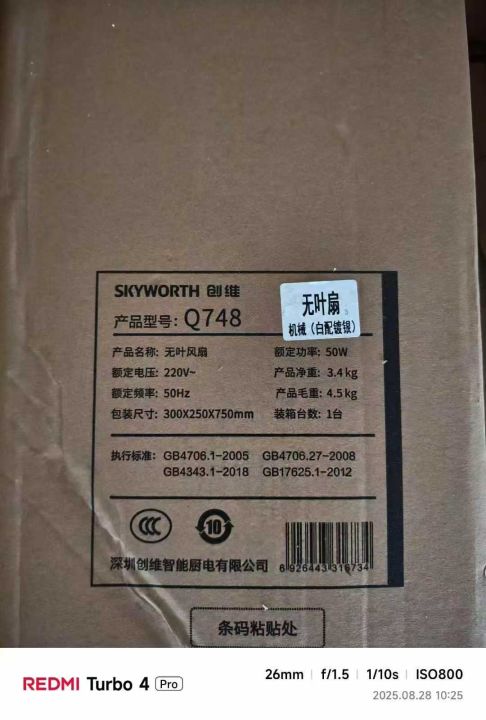 SKYWORTH 创维
产品型号: Q748
无叶扇
机械（白配镀银）
产品名称: 无叶风扇 额定功率: 50W
额定电压: 220V~ 产品净重: 3.4kg
额定频率: 50Hz 产品毛重: 4.5kg
包装尺寸: 300X250X750mm 装箱台数: 1台
执行标准: GB4706.1-2005 GB4706.27-2008
GB4343.1-2018 GB17625.1-2012
CCC 10
深圳创维智能厨电有限公司 6926443316734
条码粘贴处
REDMI Turbo 4 Pro 26mm f/1.5 1/10s ISO800
2025.08.28 10:25